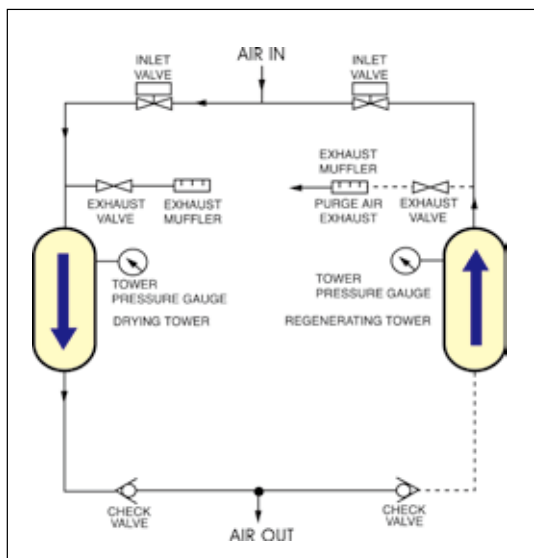 AIR IN
INLET
VALVE
INLET
VALVE
EXHAUST
VALVE
EXHAUST
MUFFLER
EXHAUST
MUFFLER
PURGE AIR
EXHAUST
EXHAUST
VALVE
TOWER
PRESSURE GAUGE
DRYING TOWER
TOWER
PRESSURE GAUGE
REGENERATING TOWER
CHECK
VALVE
AIR OUT
CHECK
VALVE